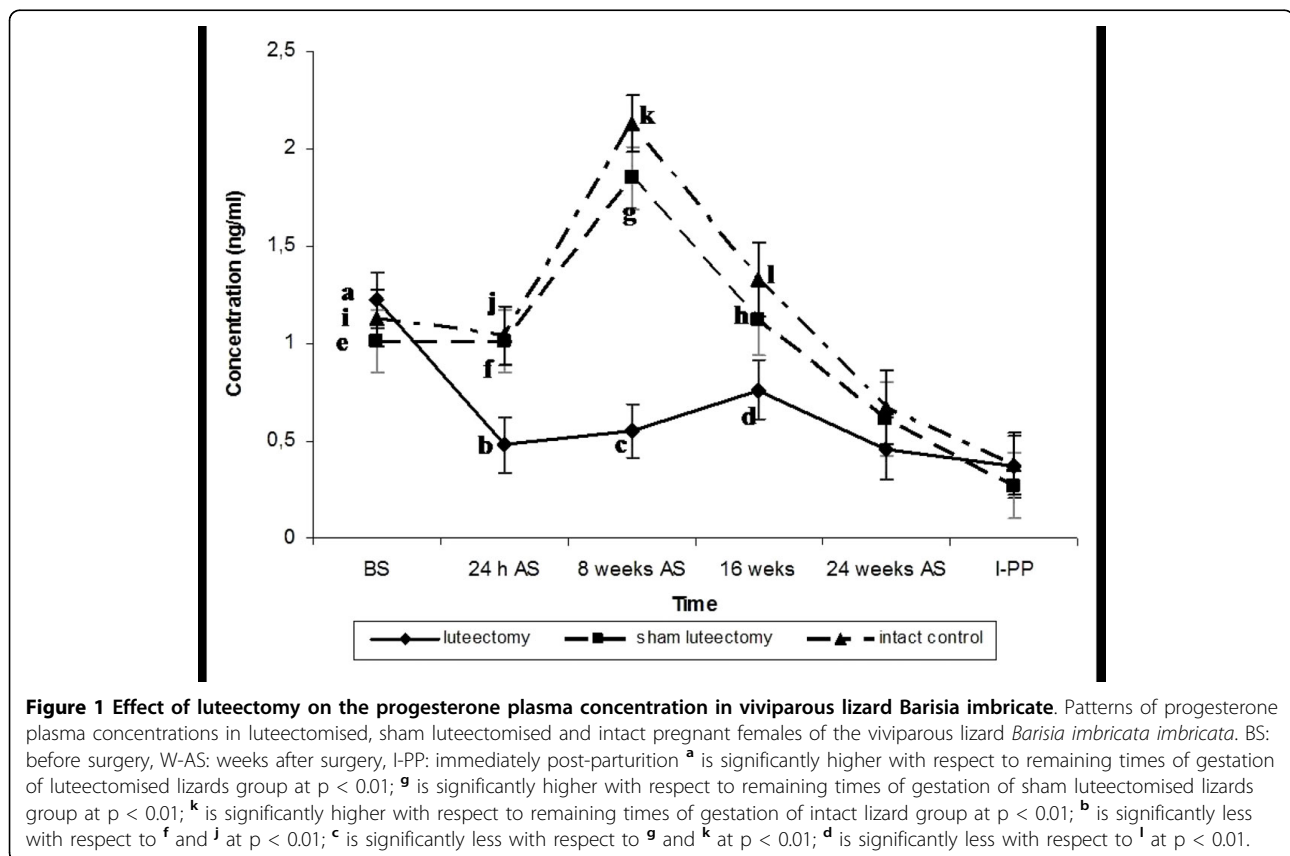 2,5
2
1,5
1
0,5
0
Concentration (ng/ml)
k
g
a
i
e
j
f
l
h
b
c
d
BS 24 h AS 8 weeks AS 16 weks 24 weeks AS I-PP
Time
luteectomy sham luteectomy intact control
Figure 1 Effect of luteectomy on the progesterone plasma concentration in viviparous lizard Barisia imbricate. Patterns of progesterone
plasma concentrations in luteectomised, sham luteectomised and intact pregnant females of the viviparous lizard Barisia imbricata imbricata. BS:
before surgery, W-AS: weeks after surgery, I-PP: immediately post-parturition a is significantly higher with respect to remaining times of gestation
of luteectomised lizards group at p < 0.01; g is significantly higher with respect to remaining times of gestation of sham luteectomised lizards
group at p < 0.01; k is significantly higher with respect to remaining times of gestation of intact lizard group at p < 0.01; b is significantly less
with respect to f and j at p < 0.01; c is significantly less with respect to g and k at p < 0.01; d is significantly less with respect to l at p < 0.01.